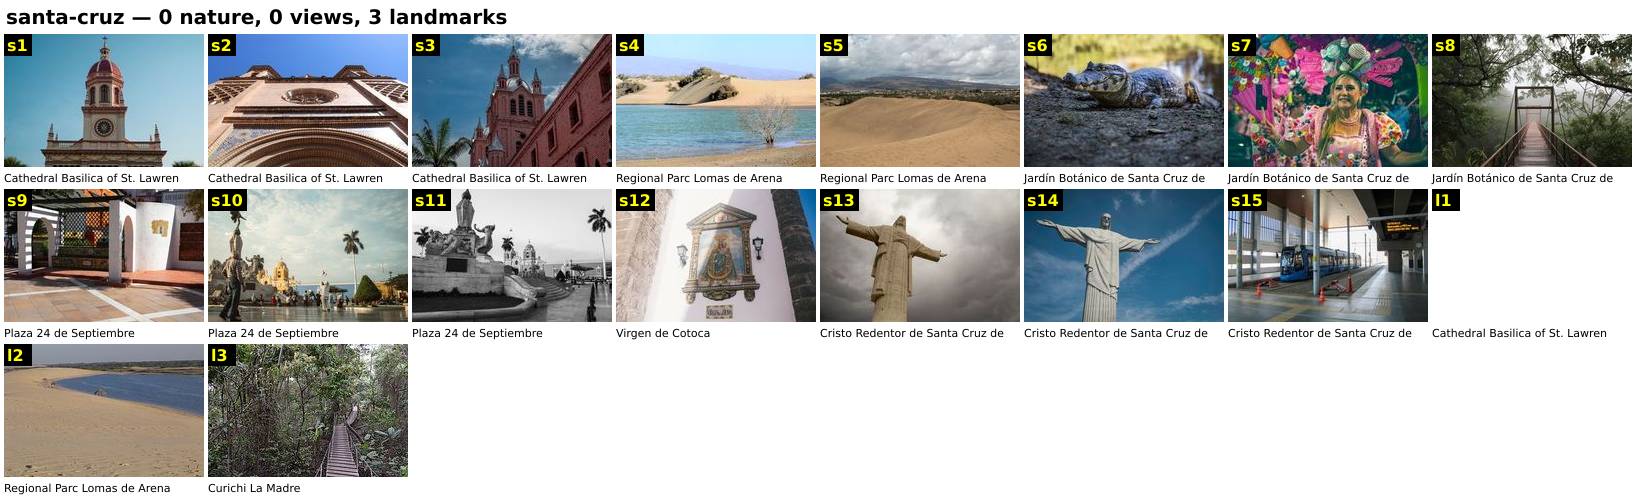 santa-cruz — 0 nature, 0 views, 3 landmarks
s1
s2
s3
s4
s5
s6
s7
s8
Cathedral Basilica of St. Lawren
Cathedral Basilica of St. Lawren
Cathedral Basilica of St. Lawren
Regional Parc Lomas de Arena
Regional Parc Lomas de Arena
Jardín Botánico de Santa Cruz de
Jardín Botánico de Santa Cruz de
Jardín Botánico de Santa Cruz de
s9
s10
s11
s12
s13
s14
s15
l1
Plaza 24 de Septiembre
Plaza 24 de Septiembre
Plaza 24 de Septiembre
Virgen de Cotoca
Cristo Redentor de Santa Cruz de
Cristo Redentor de Santa Cruz de
Cristo Redentor de Santa Cruz de
Cathedral Basilica of St. Lawren
l2
l3
Regional Parc Lomas de Arena
Curichi La Madre